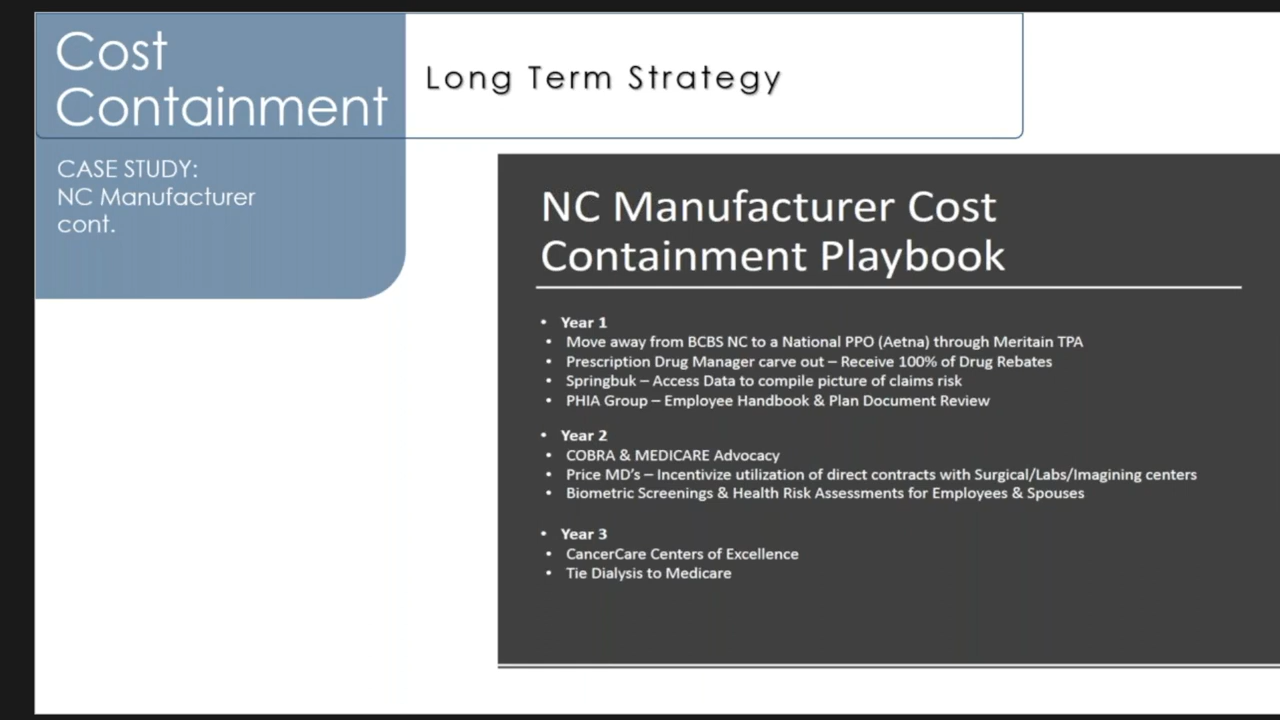 Cost
Containment
Long Term Strategy
CASE STUDY:
NC Manufacturer
cont.
NC Manufacturer Cost
Containment Playbook
• Year 1
• Move away from BCBS NC to a National PPO (Aetna) through Meritain TPA
• Prescription Drug Manager carve out – Receive 100% of Drug Rebates
• Springbuk – Access Data to compile picture of claims risk
• PHIA Group – Employee Handbook & Plan Document Review
• Year 2
• COBRA & MEDICARE Advocacy
• Price MD's – Incentivize utilization of direct contracts with Surgical/Labs/Imagining centers
• Biometric Screenings & Health Risk Assessments for Employees & Spouses
• Year 3
• CancerCare Centers of Excellence
• Tie Dialysis to Medicare